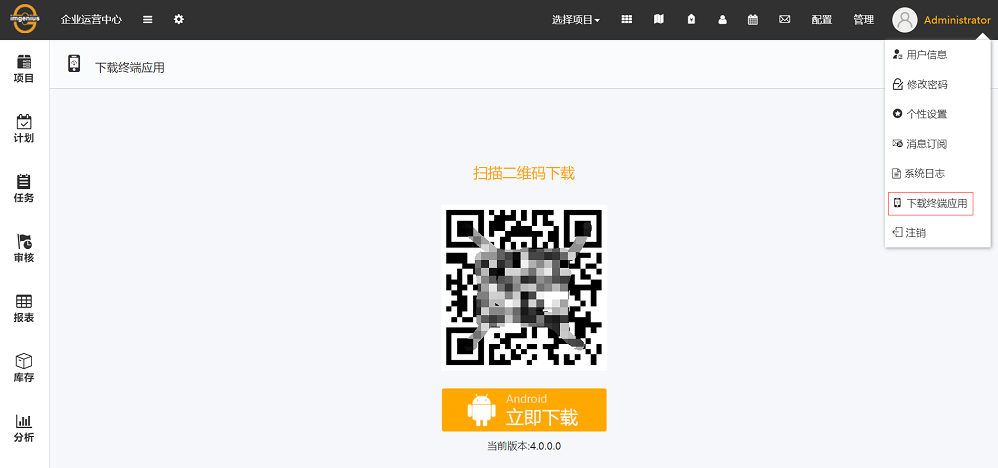 imgenius
企业运营中心
选择项目
配置
管理
Administrator
项目
计划
任务
审核
报表
库存
分析
下载终端应用
扫描二维码下载
Android
立即下载
当前版本:4.0.0.0
用户信息
修改密码
个性设置
消息订阅
系统日志
下载终端应用
注销